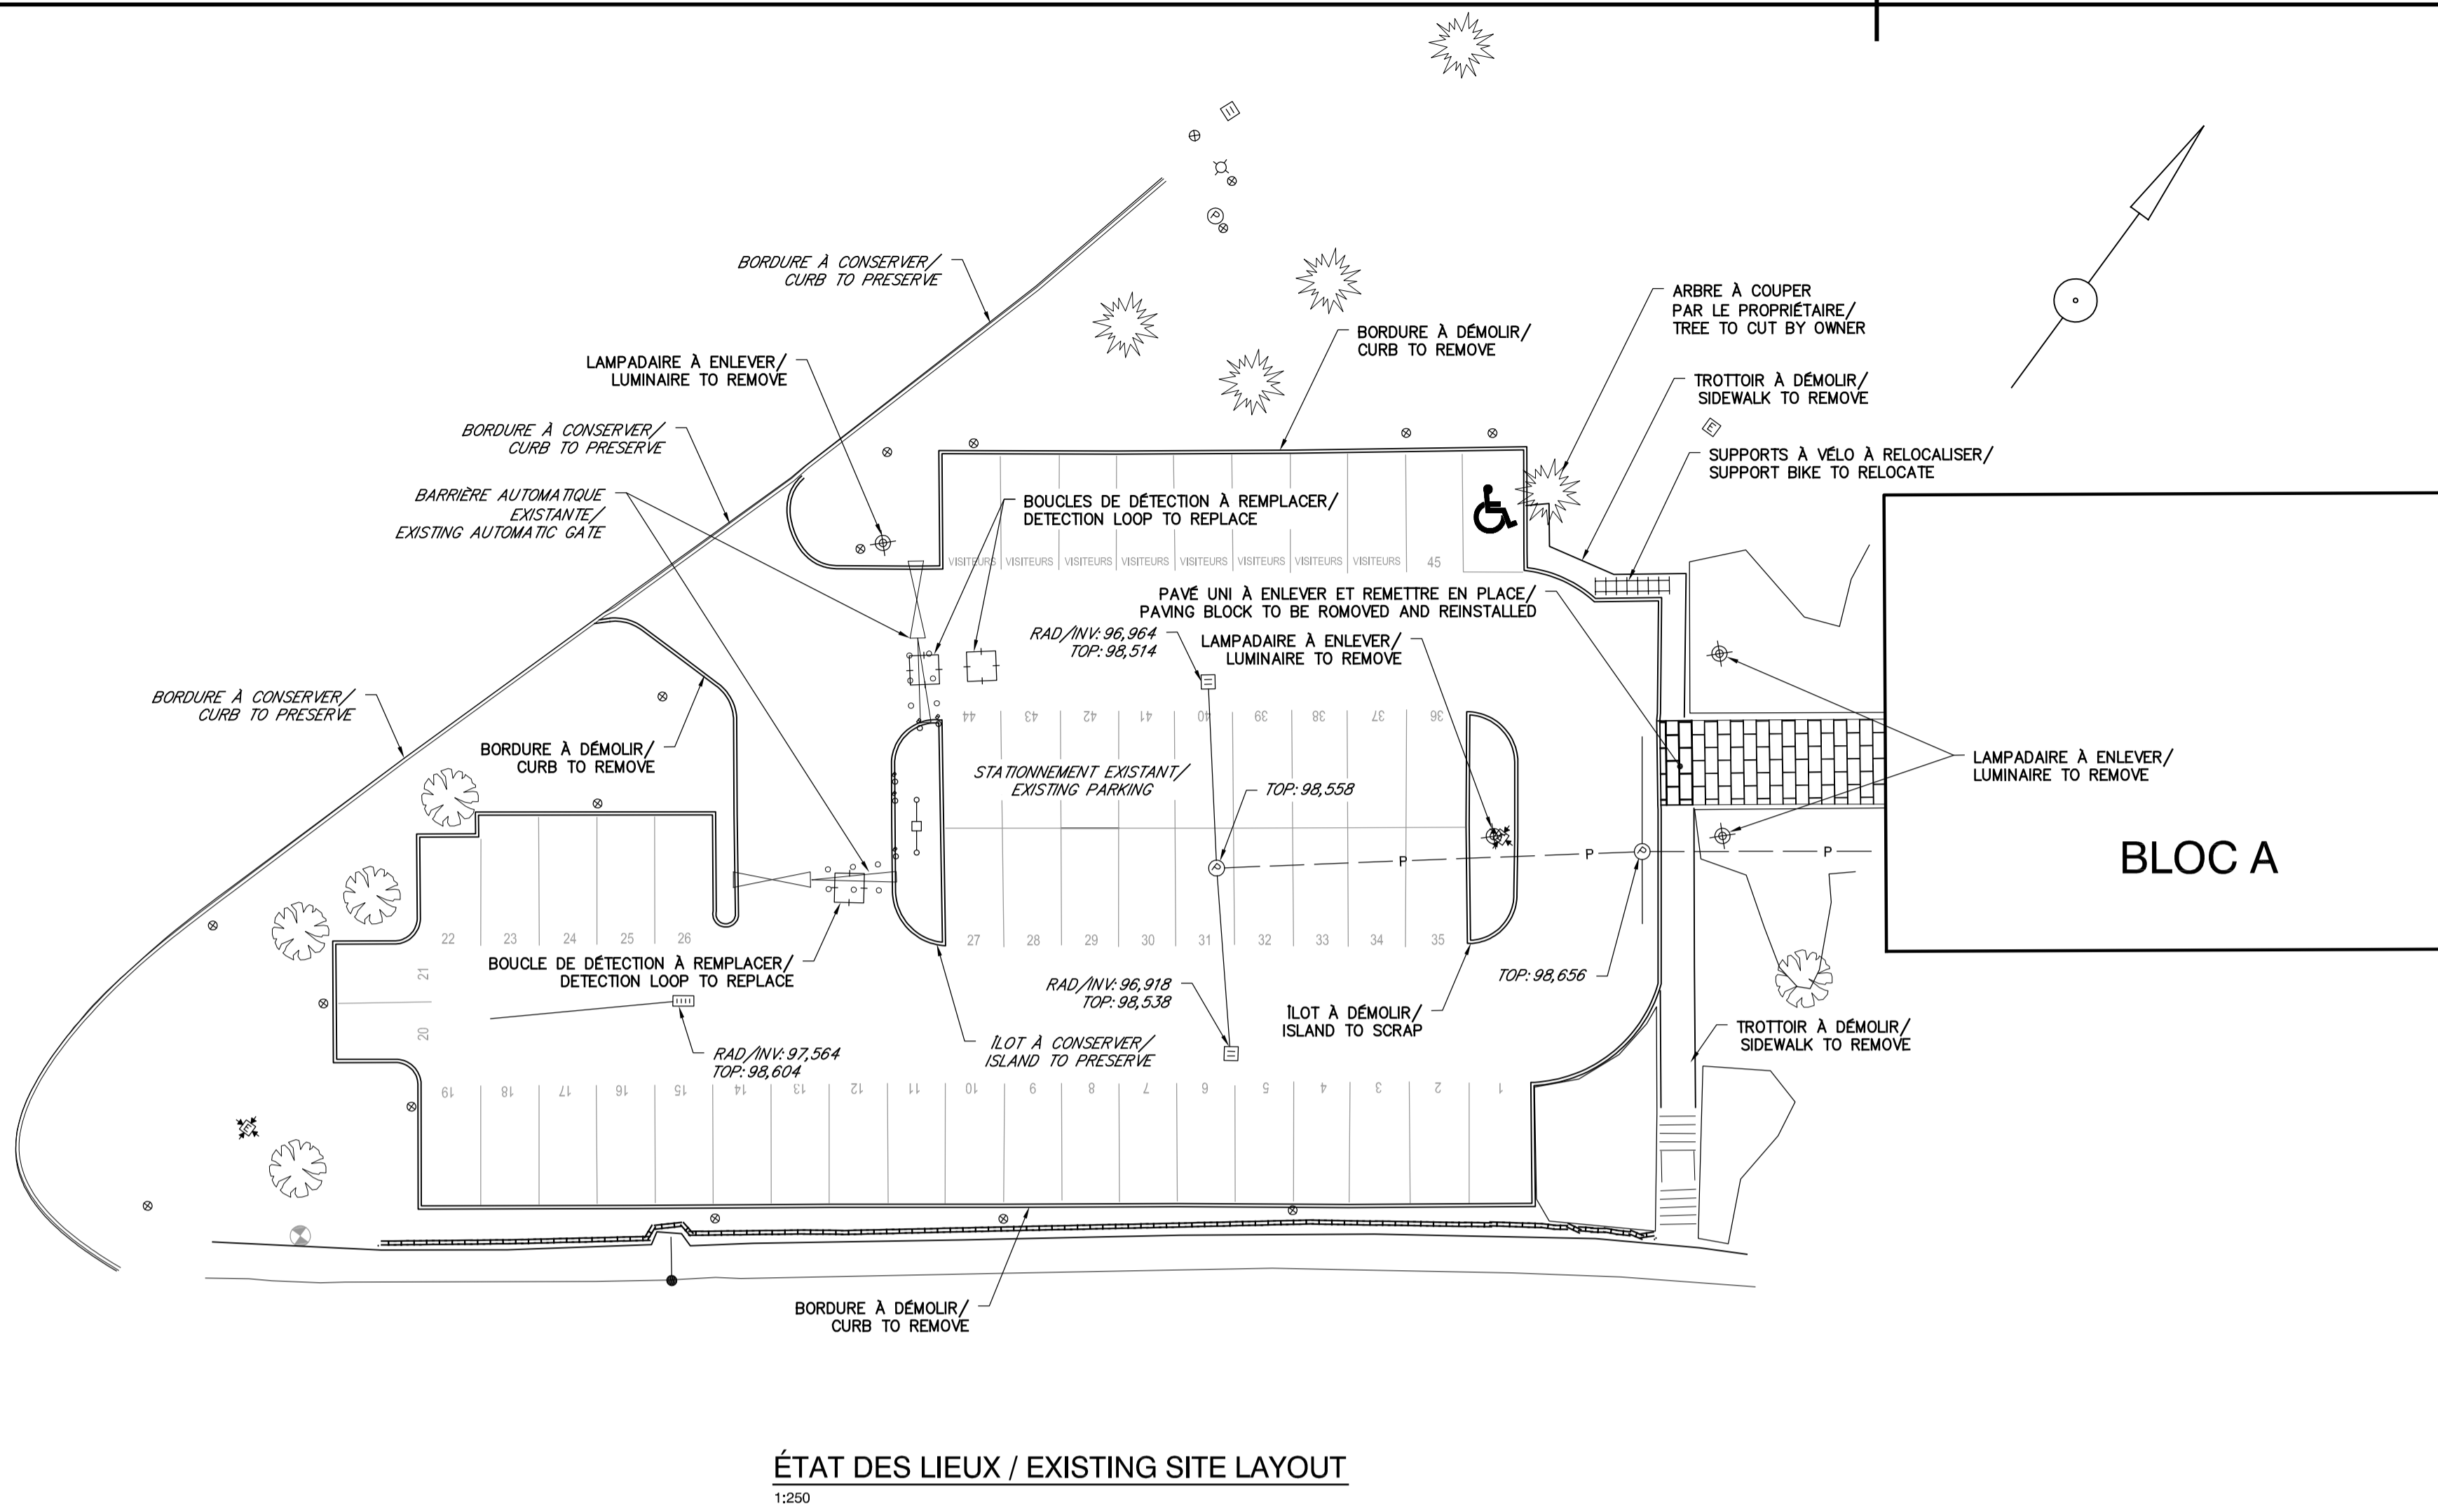 BORDURE À CONSERVER/
CURB TO PRESERVE
ARBRE À COUPER
PAR LE PROPRIÉTAIRE/
TREE TO CUT BY OWNER
BORDURE À DÉMOLIR/
CURB TO REMOVE
LAMPADAIRE À ENLEVER/
LUMINAIRE TO REMOVE
TROTTOIR À DÉMOLIR/
SIDEWALK TO REMOVE
BORDURE À CONSERVER/
CURB TO PRESERVE
E
SUPPORTS À VÉLO À RELOCALISER/
SUPPORT BIKE TO RELOCATE
BARRIÈRE AUTOMATIQUE
EXISTANTE/
EXISTING AUTOMATIC GATE
BOUCLES DE DÉTECTION À REMPLACER/
DETECTION LOOP TO REPLACE
VISITEURS VISITEURS VISITEURS VISITEURS VISITEURS VISITEURS VISITEURS VISITEURS 45
PAVÉ UNI À ENLEVER ET REMETTRE EN PLACE/
PAVING BLOCK TO BE ROMOVED AND REINSTALLED
RAD/INV: 96,964
TOP: 98,514
LAMPADAIRE À ENLEVER/
LUMINAIRE TO REMOVE
BORDURE À CONSERVER/
CURB TO PRESERVE
44 43 42 41 40 39 38 37 36
BORDURE À DÉMOLIR/
CURB TO REMOVE
STATIONNEMENT EXISTANT/
EXISTING PARKING
TOP: 98,558
LAMPADAIRE À ENLEVER/
LUMINAIRE TO REMOVE
P
P P P P P
BLOC A
22 23 24 25 26
27 28 29 30 31 32 33 34 35
BOUCLE DE DÉTECTION À REMPLACER/
DETECTION LOOP TO REPLACE
21
20
RAD/INV: 96,918
TOP: 98,538
TOP: 98,656
ÎLOT À DÉMOLIR/
ISLAND TO SCRAP
RAD/INV: 97,564
TOP: 98,604
ÎLOT À CONSERVER/
ISLAND TO PRESERVE
TROTTOIR À DÉMOLIR/
SIDEWALK TO REMOVE
19 18 17 16 15 14 13 12 11 10 9 8 7 6 5 4 3 2 1
E
BORDURE À DÉMOLIR/
CURB TO REMOVE
ÉTAT DES LIEUX / EXISTING SITE LAYOUT
1:250